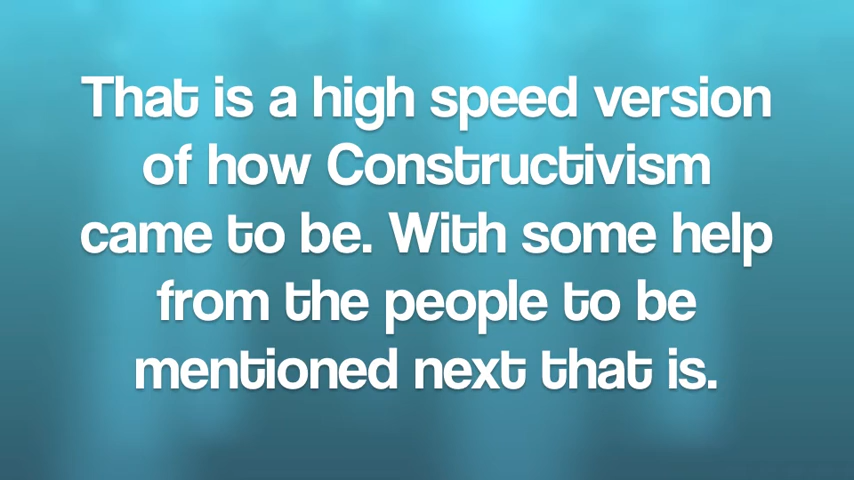 That is a high speed version
of how Constructivism
came to be. With some help
from the people to be
mentioned next that is.